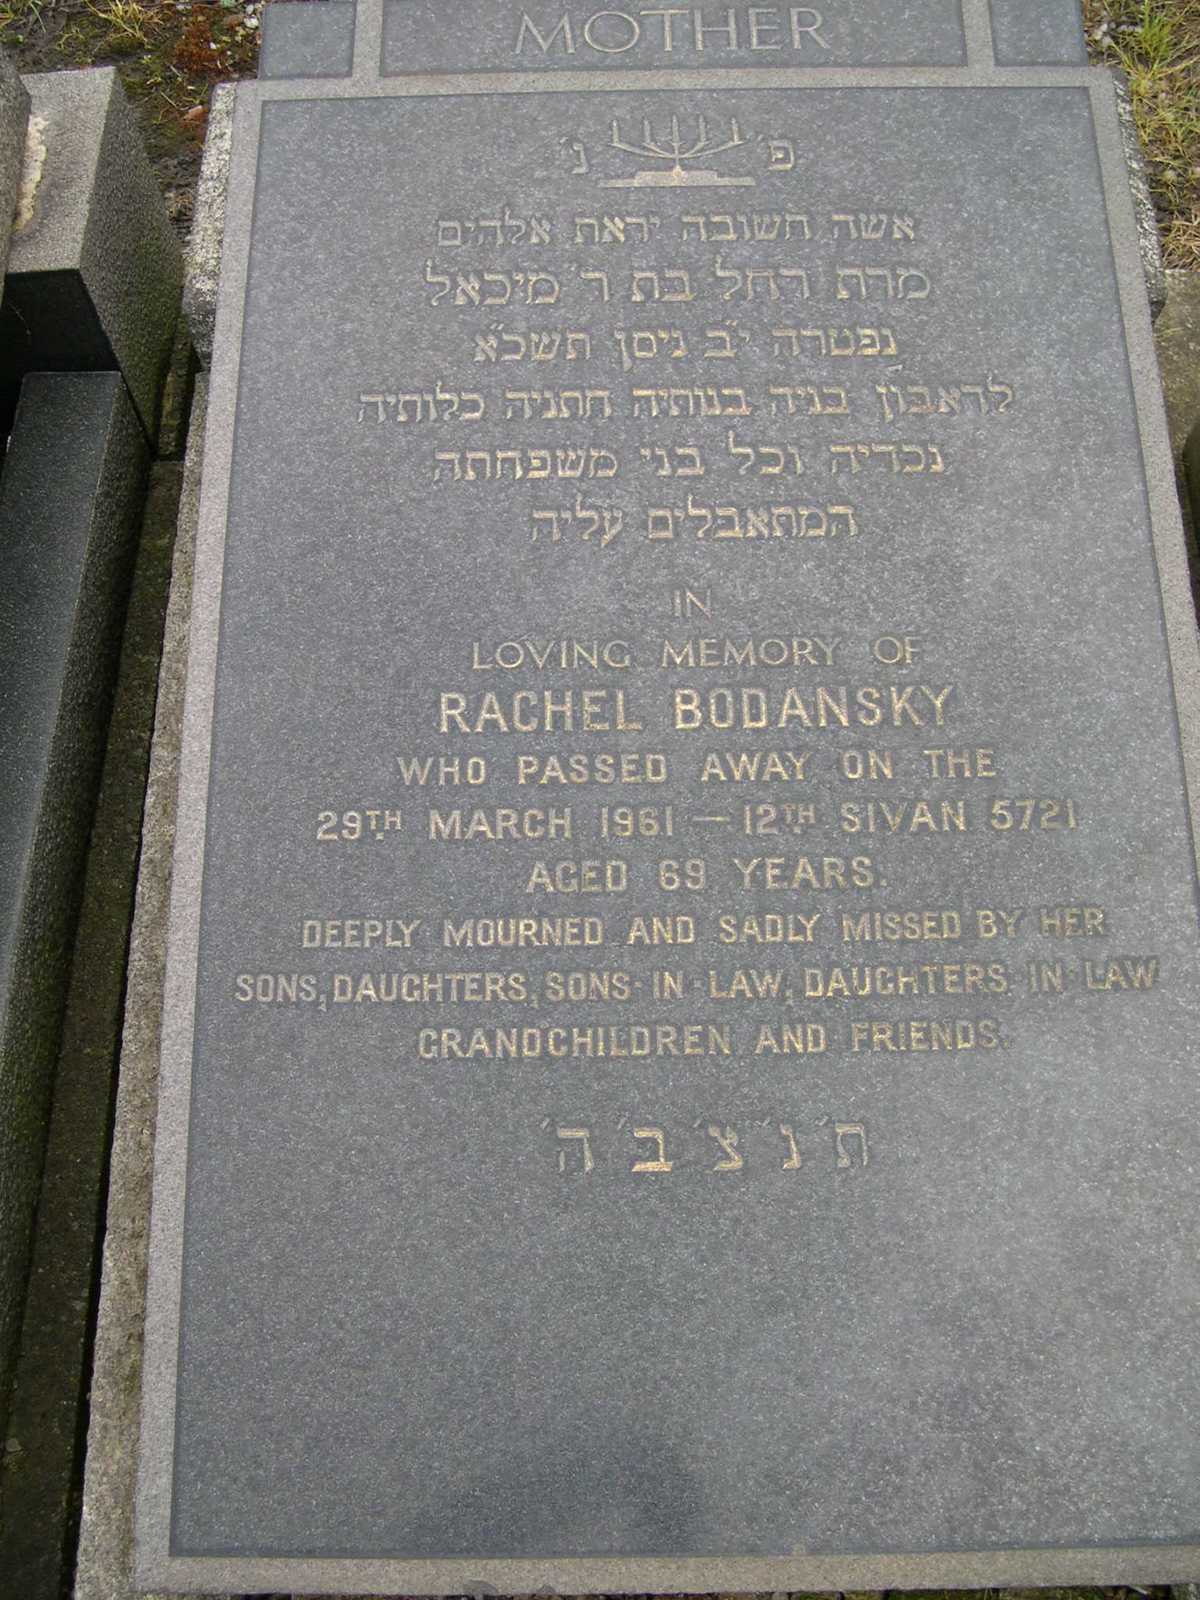 MOTHER
פ' נ'
אשה חשובה יראת אלהים
מרת רחל בת ר' מיכאל
נפטרה י"ב ניסן תשכ"א
לדאבון בניה בנותיה חתניה כלותיה
נכדיה וכל בני משפחתה
המתאבלים עליה
IN
LOVING MEMORY OF
RACHEL BODANSKY
WHO PASSED AWAY ON THE
29TH MARCH 1961 — 12TH SIVAN 5721
AGED 69 YEARS.
DEEPLY MOURNED AND SADLY MISSED BY HER
SONS, DAUGHTERS, SONS-IN-LAW, DAUGHTERS-IN-LAW
GRANDCHILDREN AND FRIENDS.
ת' נ' צ' ב' ה'